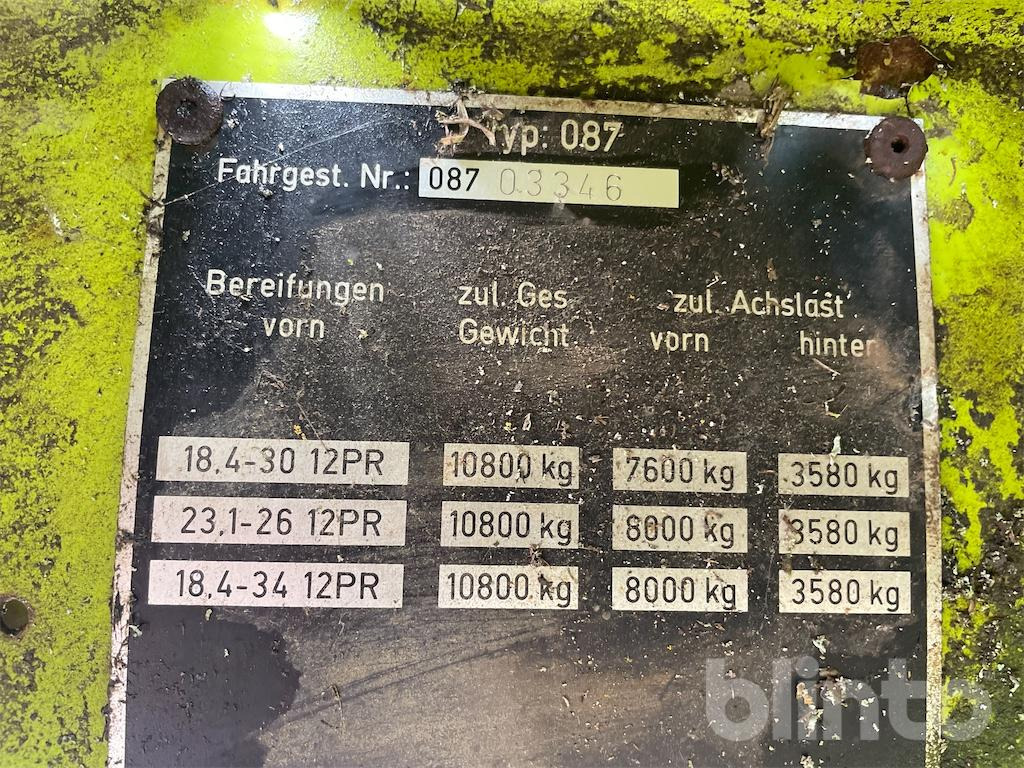 Typ: 087
Fahrgest. Nr.: 087 03346
Bereifungen vorn
zul. Ges Gewicht
zul. Achslast
vorn hinter
18,4-30 12PR 10800 kg 7600 kg 3580 kg
23,1-26 12PR 10800 kg 8000 kg 3580 kg
18,4-34 12PR 10800 kg 8000 kg 3580 kg
blinto